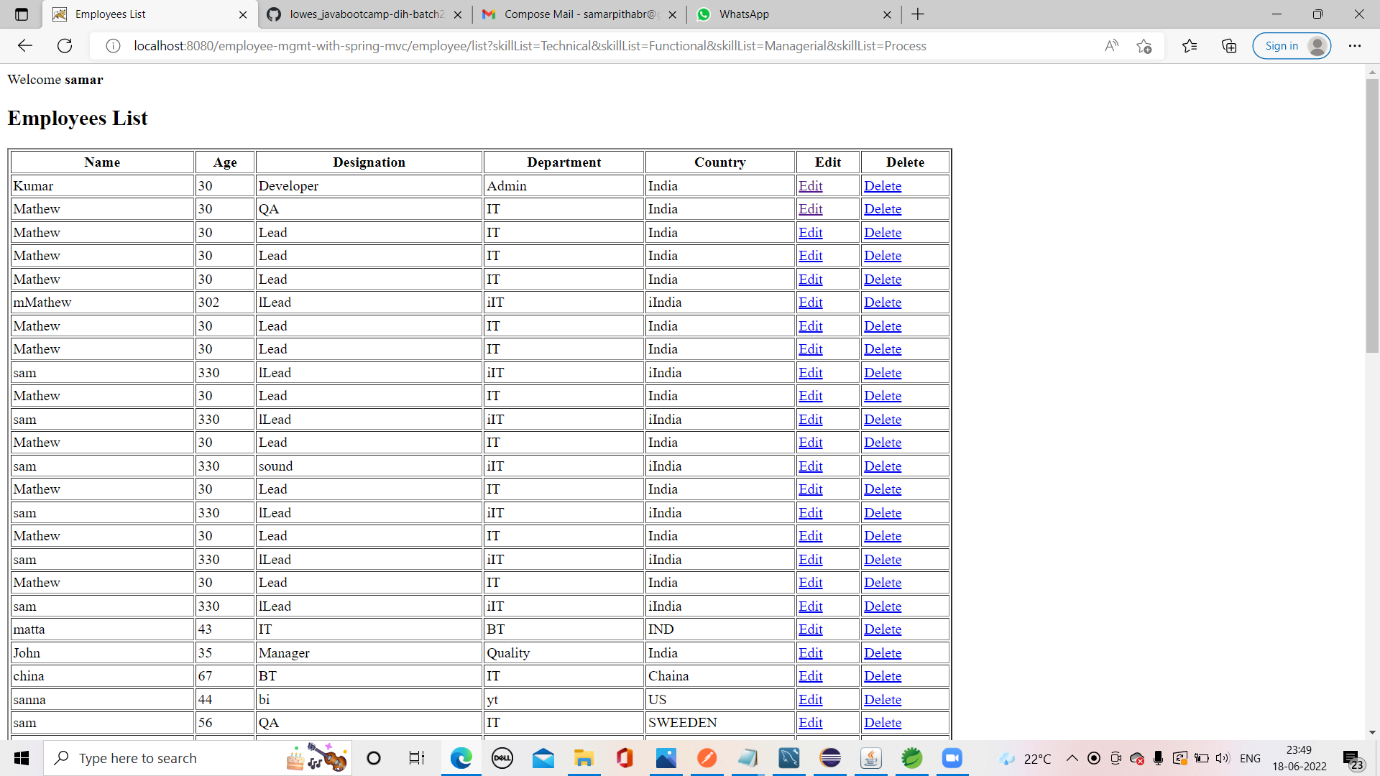 Employees List
lowes_javabootcamp-dih-batch2
Compose Mail - samarpithabr@
WhatsApp
localhost:8080/employee-mgmt-with-spring-mvc/employee/list?skillList=Technical&skillList=Functional&skillList=Managerial&skillList=Process
Sign in
Welcome samar
Employees List
Name Age Designation Department Country Edit Delete
Kumar 30 Developer Admin India Edit Delete
Mathew 30 QA IT India Edit Delete
Mathew 30 Lead IT India Edit Delete
Mathew 30 Lead IT India Edit Delete
Mathew 30 Lead IT India Edit Delete
mMathew 302 lLead iIT iIndia Edit Delete
Mathew 30 Lead IT India Edit Delete
Mathew 30 Lead IT India Edit Delete
sam 330 lLead iIT iIndia Edit Delete
Mathew 30 Lead IT India Edit Delete
sam 330 lLead iIT iIndia Edit Delete
Mathew 30 Lead IT India Edit Delete
sam 330 sound iIT iIndia Edit Delete
Mathew 30 Lead IT India Edit Delete
sam 330 lLead iIT iIndia Edit Delete
Mathew 30 Lead IT India Edit Delete
sam 330 lLead iIT iIndia Edit Delete
Mathew 30 Lead IT India Edit Delete
sam 330 lLead iIT iIndia Edit Delete
matta 43 IT BT IND Edit Delete
John 35 Manager Quality India Edit Delete
china 67 BT IT Chaina Edit Delete
sanna 44 bi yt US Edit Delete
sam 56 QA IT SWEEDEN Edit Delete
Type here to search
DELL
22°C
ENG
23:49
18-06-2022
23